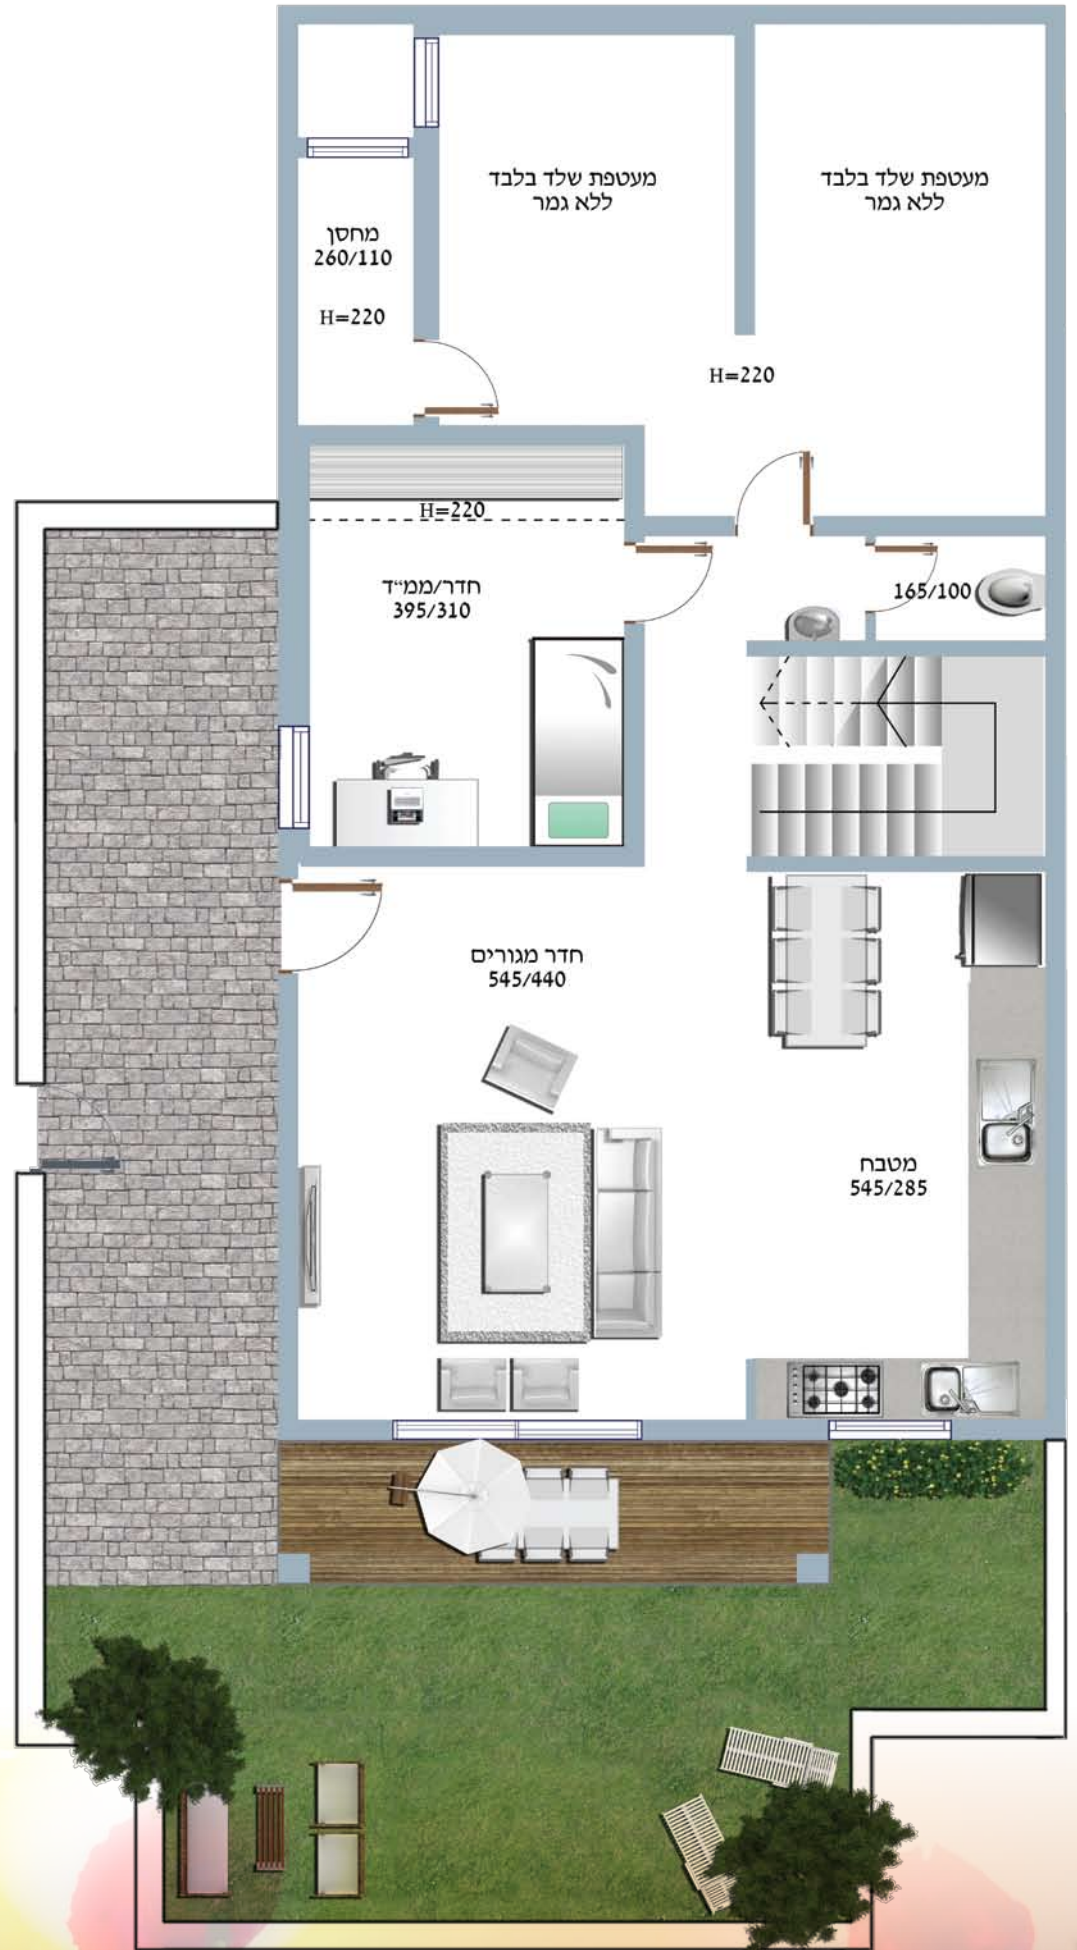 מעטפת שלד בלבד
ללא גמר
מעטפת שלד בלבד
ללא גמר
מחסן
260/110
H=220
H=220
H=220
חדר/ממ״ד
395/310
165/100
חדר מגורים
545/440
מטבח
545/285